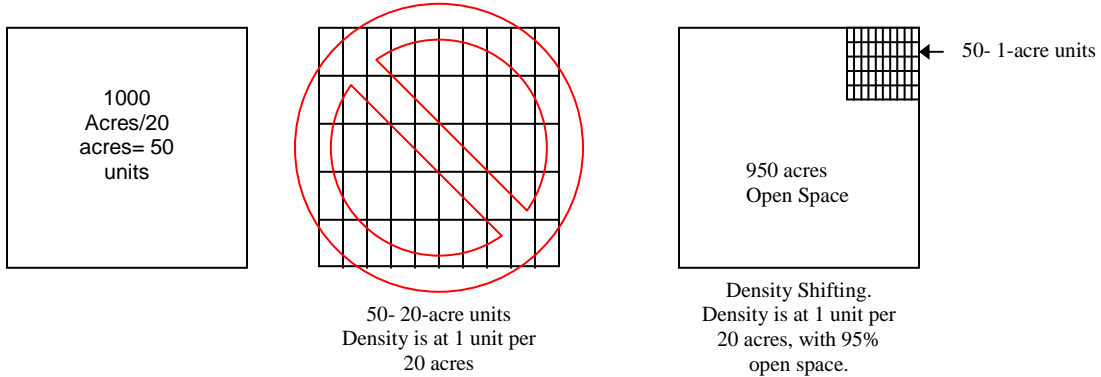 1000
Acres/20
acres= 50
units
50- 20-acre units
Density is at 1 unit per
20 acres
50- 1-acre units
950 acres
Open Space
Density Shifting.
Density is at 1 unit per
20 acres, with 95%
open space.